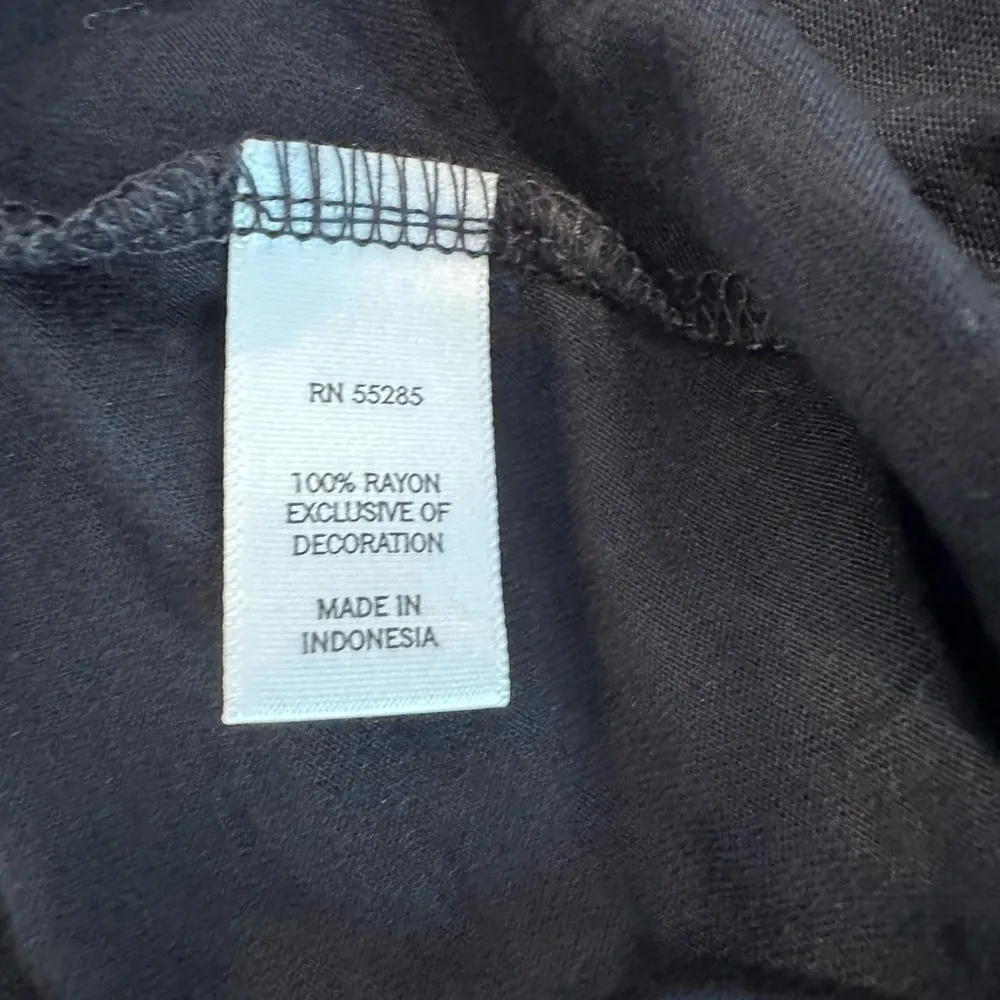 RN 55285
100% RAYON
EXCLUSIVE OF
DECORATION
MADE IN
INDONESIA